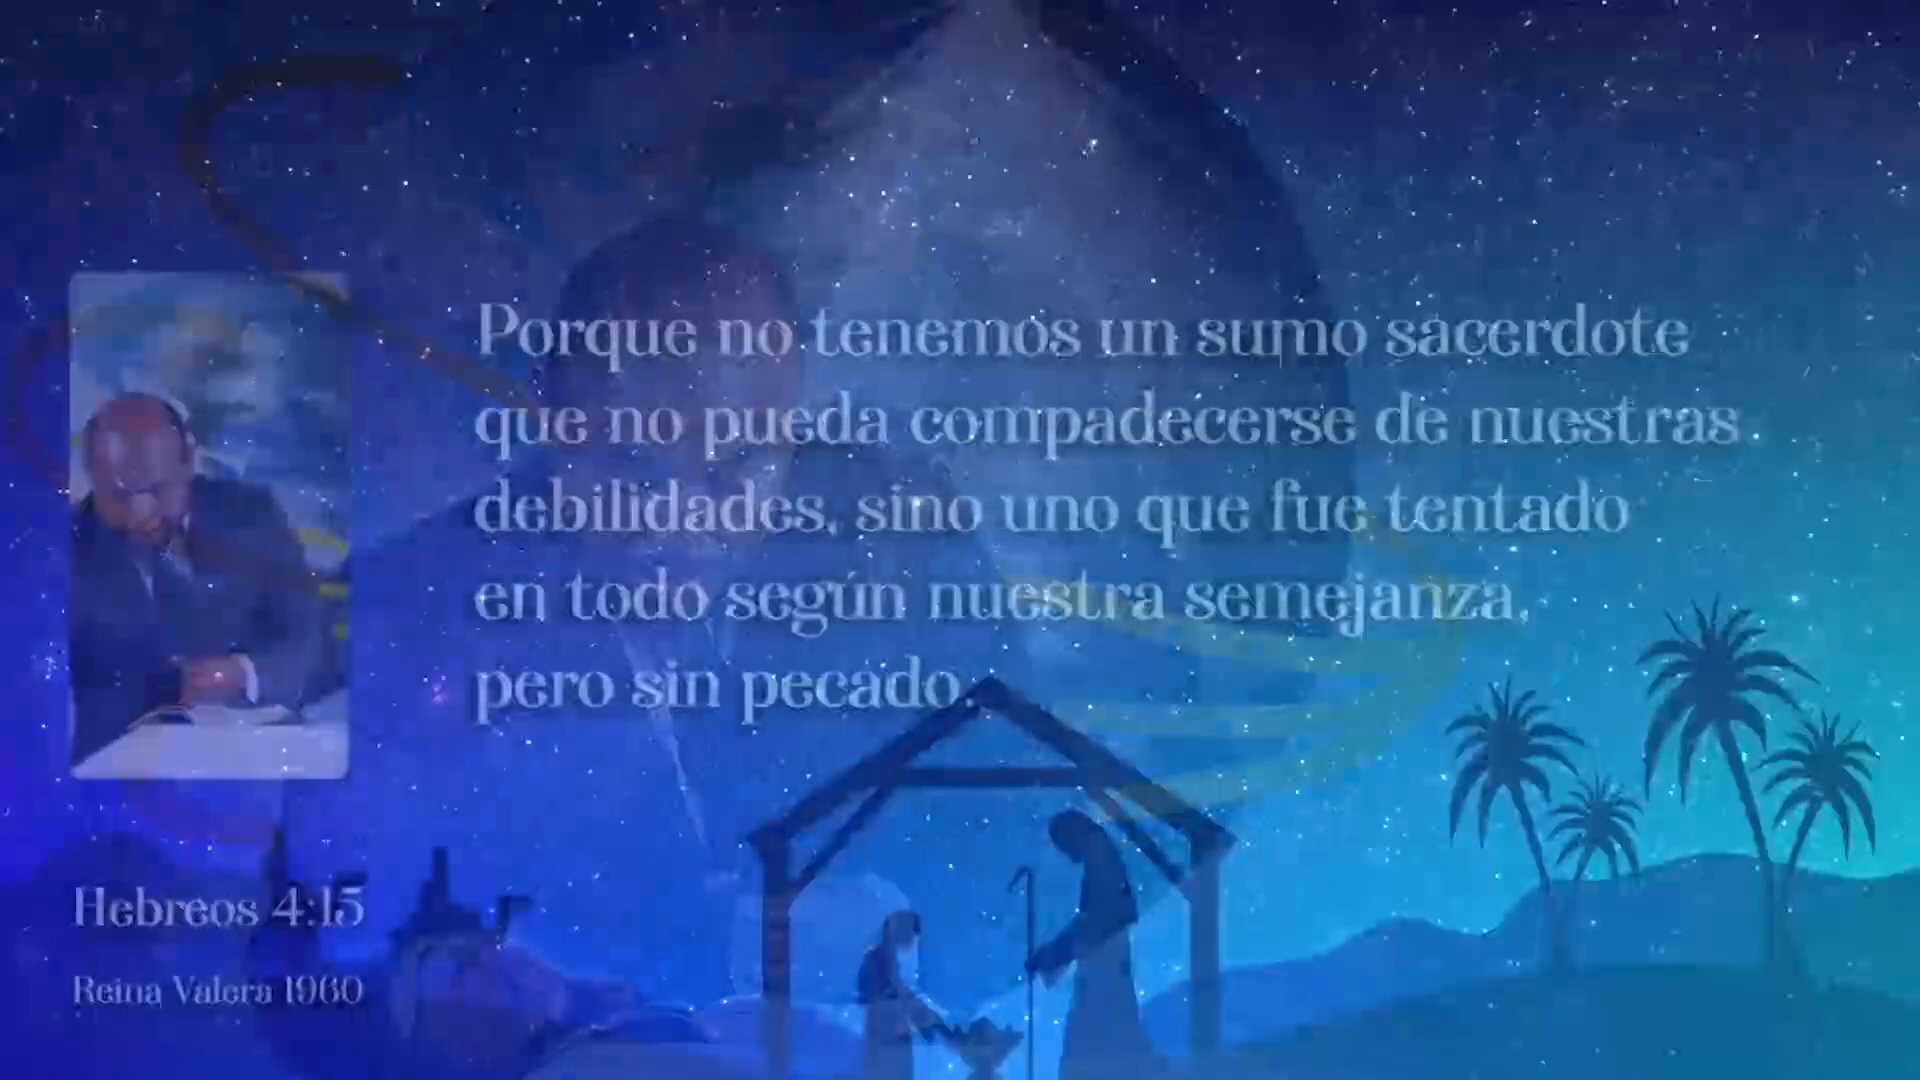 Porque no tenemos un sumo sacerdote
que no pueda compadecerse de nuestras
debilidades, sino uno que fue tentado
en todo según nuestra semejanza,
pero sin pecado.
Hebreos 4:15
Reina Valera 1960